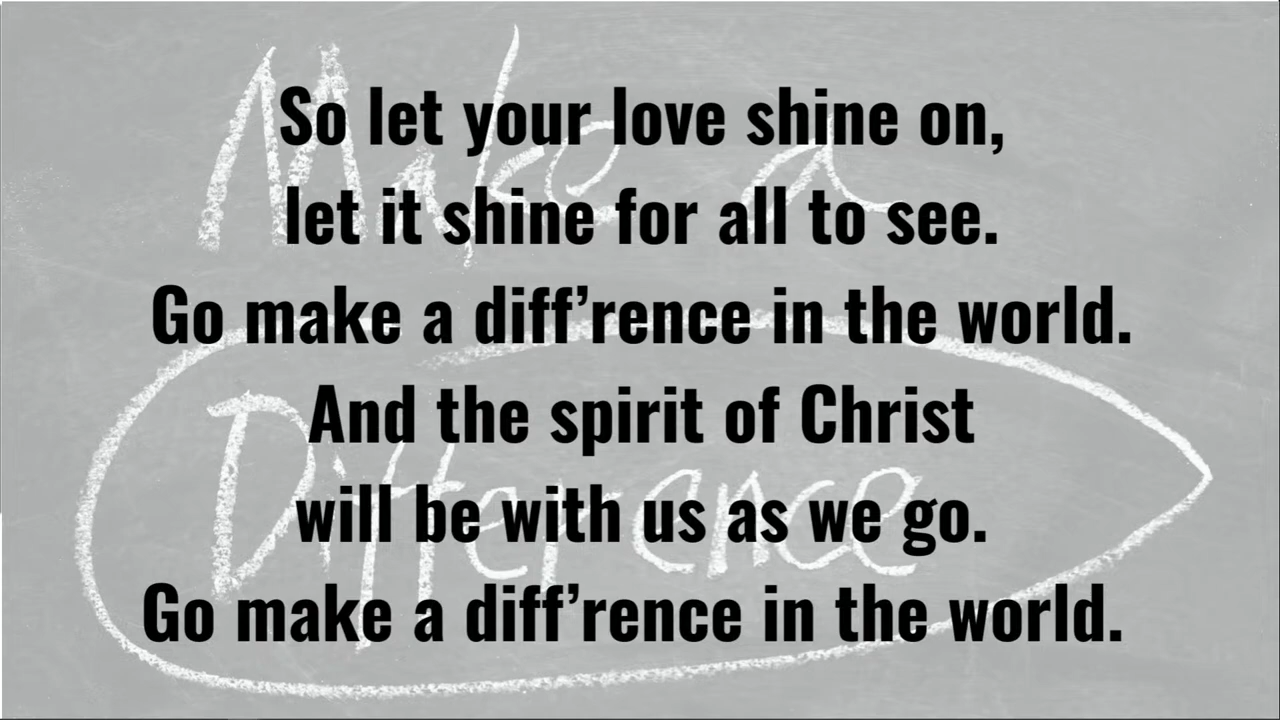 Make a
Difference
So let your love shine on,
let it shine for all to see.
Go make a diff’rence in the world.
And the spirit of Christ
will be with us as we go.
Go make a diff’rence in the world.